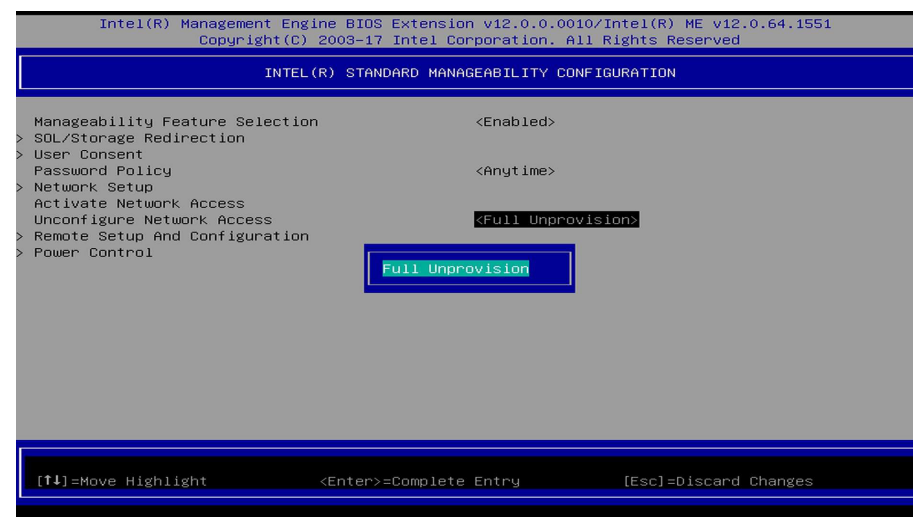 Intel(R) Management Engine BIOS Extension v12.0.0.0010/Intel(R) ME v12.0.64.1551
Copyright(C) 2003-17 Intel Corporation. All Rights Reserved
INTEL(R) STANDARD MANAGEABILITY CONFIGURATION
Manageability Feature Selection <Enabled>
> SOL/Storage Redirection
> User Consent
Password Policy <Anytime>
> Network Setup
Activate Network Access
Unconfigure Network Access <Full Unprovision>
> Remote Setup And Configuration
> Power Control
Full Unprovision
[↑↓]=Move Highlight <Enter>=Complete Entry [Esc]=Discard Changes